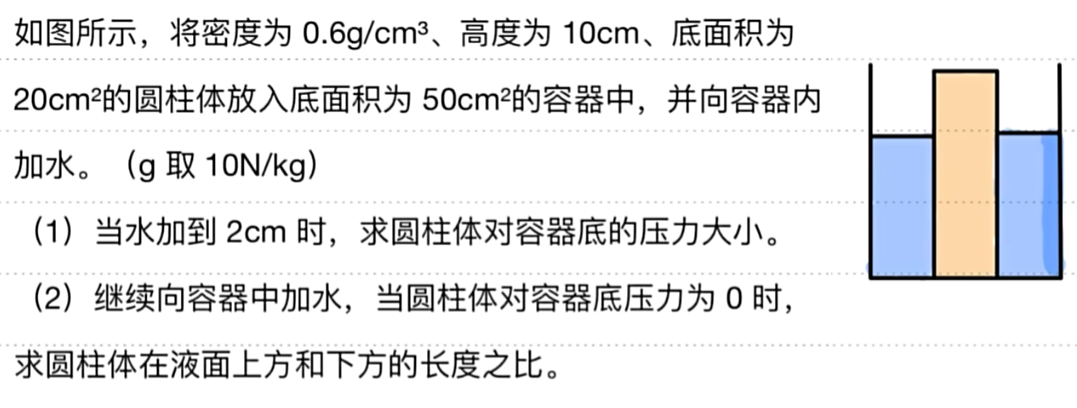 如图所示，将密度为 0.6g/cm³、高度为 10cm、底面积为
20cm²的圆柱体放入底面积为 50cm²的容器中，并向容器内
加水。（g 取 10N/kg）
（1）当水加到 2cm 时，求圆柱体对容器底的压力大小。
（2）继续向容器中加水，当圆柱体对容器底压力为 0 时，
求圆柱体在液面上方和下方的长度之比。